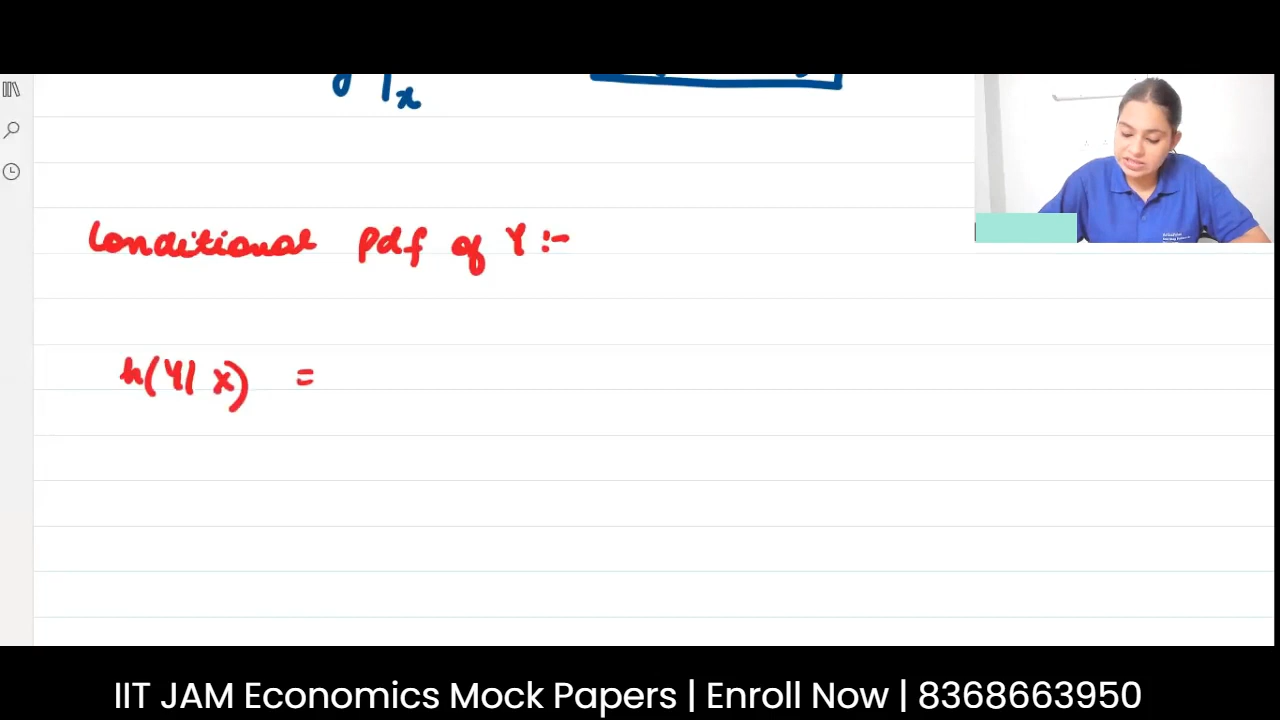 x
Conditional Pdf of Y :-
h(Y| X) =
IIT JAM Economics Mock Papers | Enroll Now | 8368663950